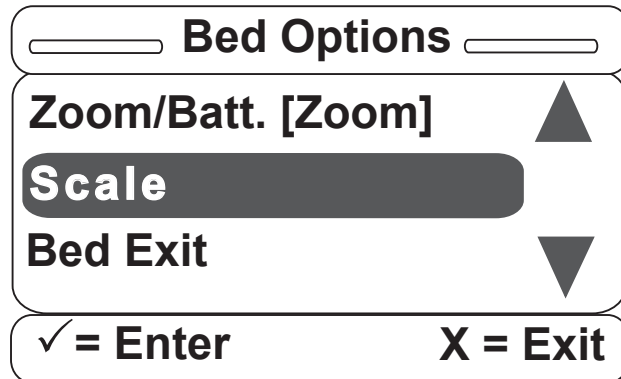 Bed Options
Zoom/Batt. [Zoom]
Scale
Bed Exit
✓= Enter X = Exit